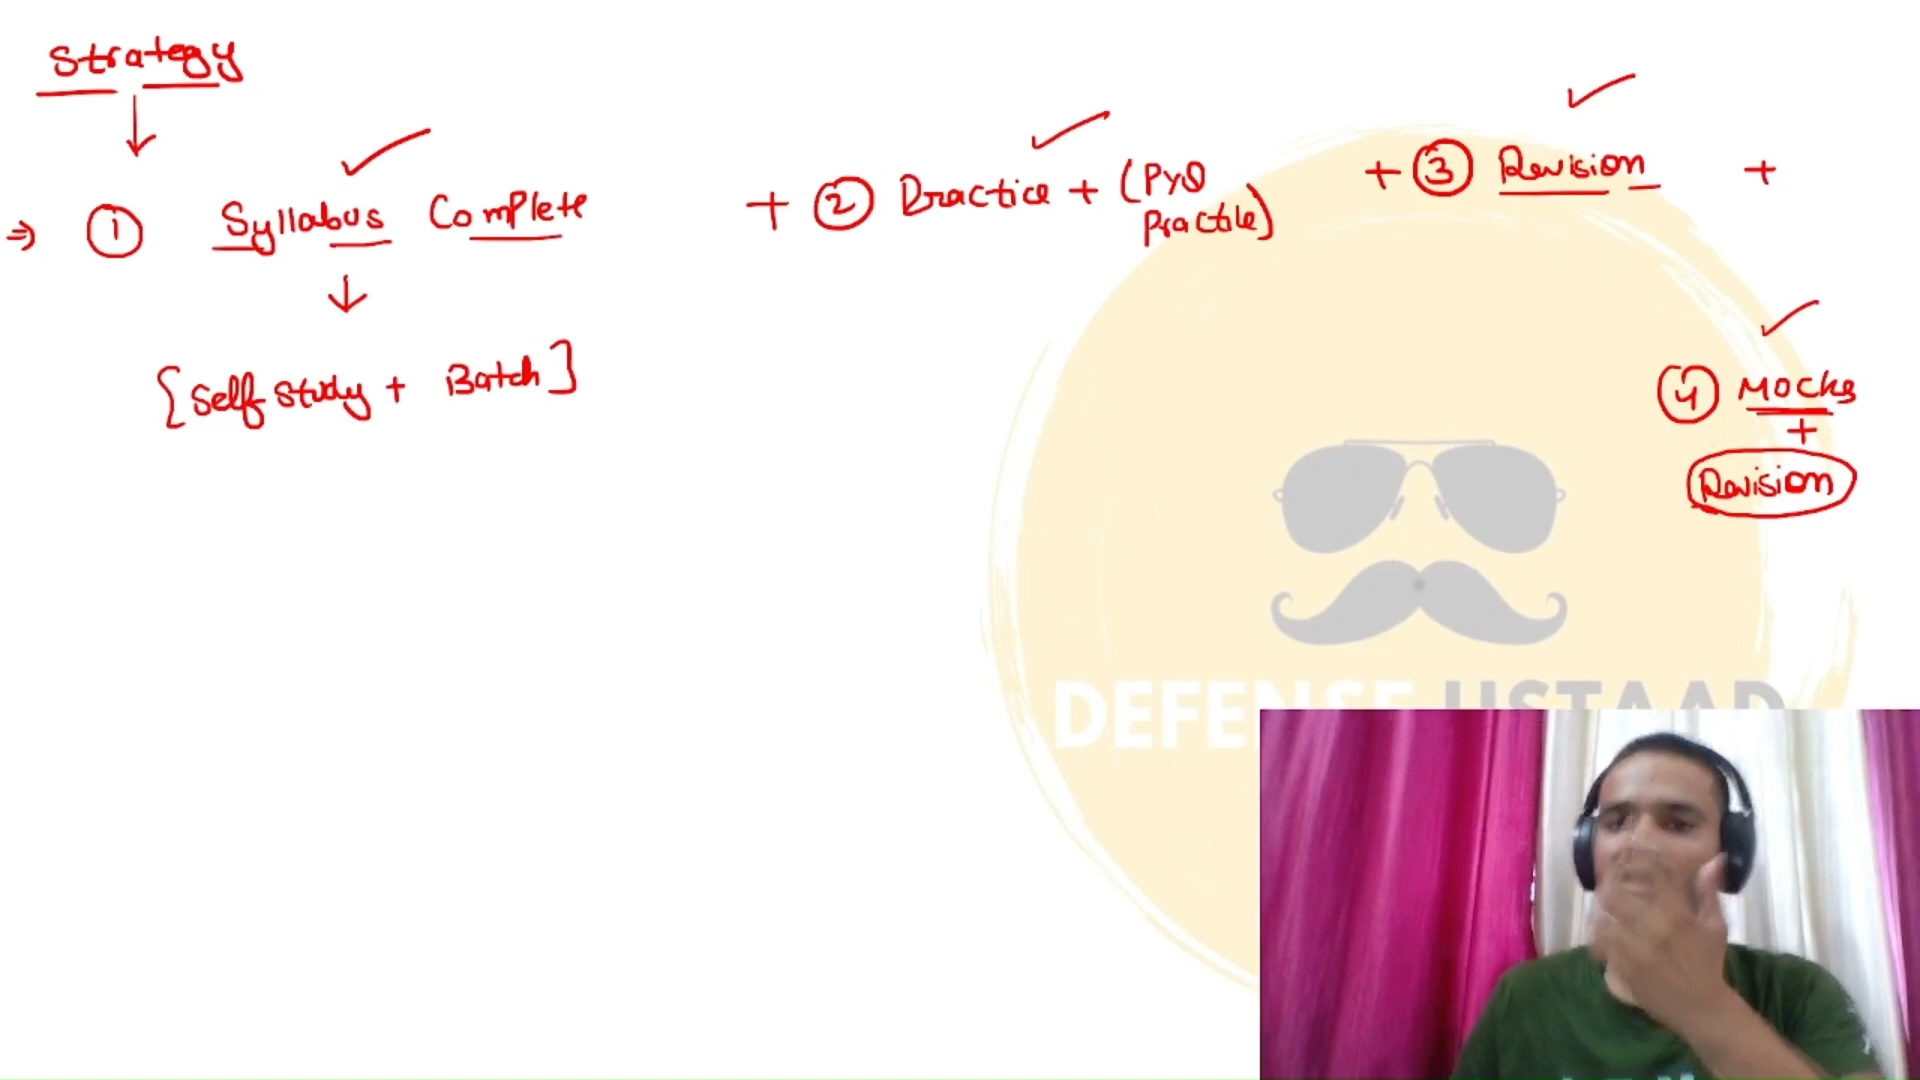 Strategy
↓
⇒ ① Syllabus Complete + ② Practice + (PYQ Practice) + ③ Revision +
↓
[Self Study + Batch]
④ Mocks
+
Revision
DEFENSE USTAAD